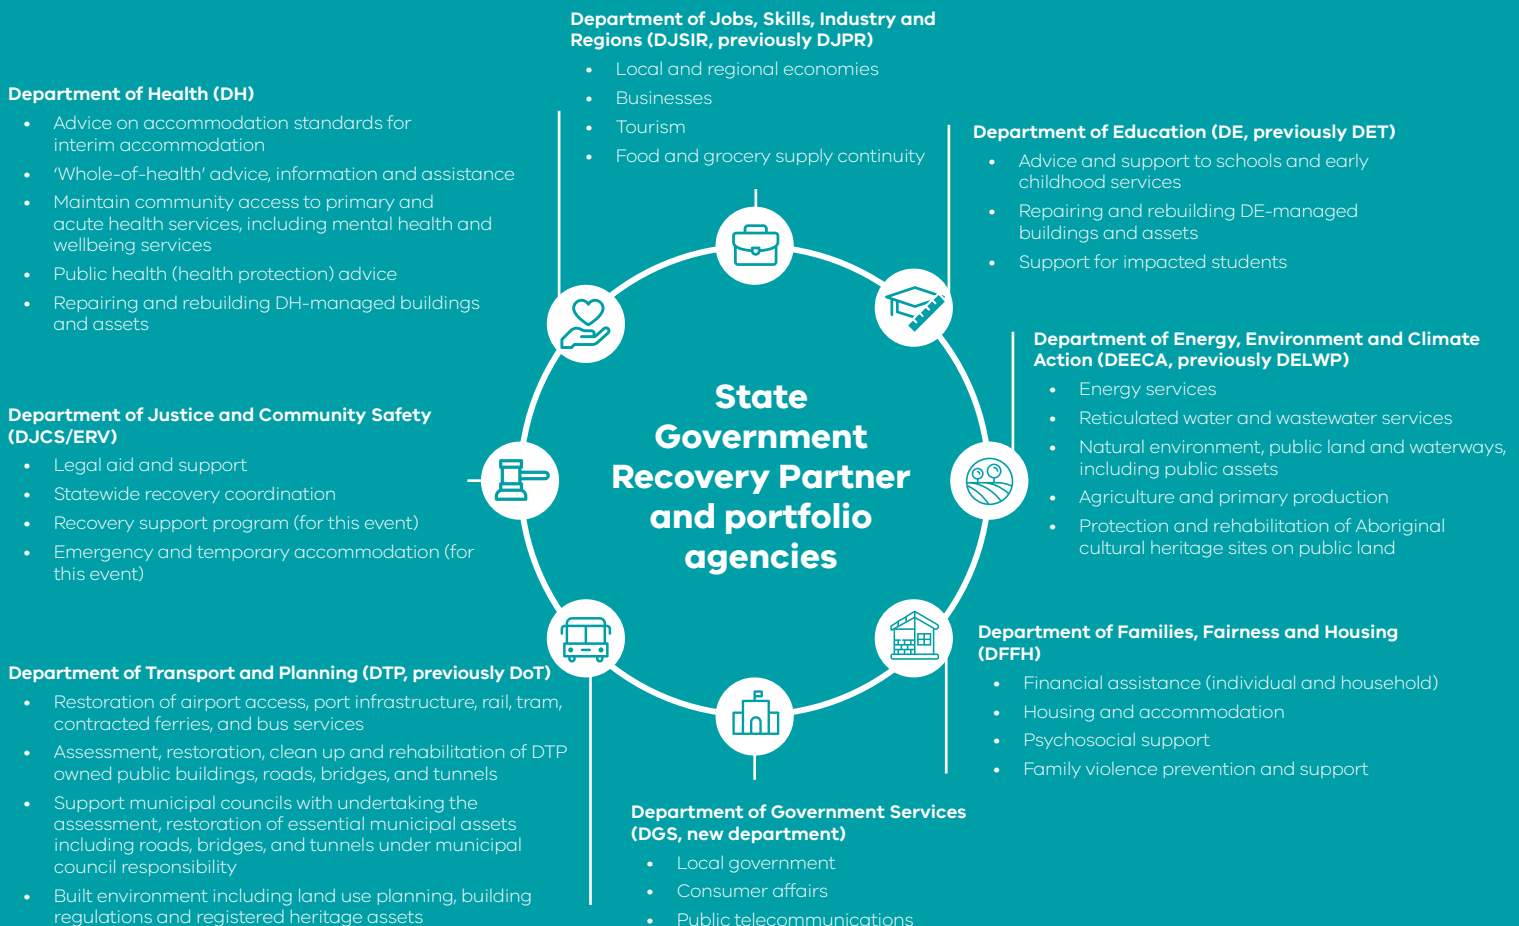 Department of Jobs, Skills, Industry and
Regions (DJSIR, previously DJPR)
• Local and regional economies
• Businesses
• Tourism
• Food and grocery supply continuity
Department of Health (DH)
• Advice on accommodation standards for
interim accommodation
• ‘Whole-of-health’ advice, information and assistance
• Maintain community access to primary and
acute health services, including mental health and
wellbeing services
• Public health (health protection) advice
• Repairing and rebuilding DH-managed buildings
and assets
Department of Education (DE, previously DET)
• Advice and support to schools and early
childhood services
• Repairing and rebuilding DE-managed
buildings and assets
• Support for impacted students
Department of Energy, Environment and Climate
Action (DEECA, previously DELWP)
• Energy services
• Reticulated water and wastewater services
• Natural environment, public land and waterways,
including public assets
• Agriculture and primary production
• Protection and rehabilitation of Aboriginal
cultural heritage sites on public land
State
Government
Recovery Partner
and portfolio
agencies
Department of Justice and Community Safety
(DJCS/ERV)
• Legal aid and support
• Statewide recovery coordination
• Recovery support program (for this event)
• Emergency and temporary accommodation (for
this event)
Department of Families, Fairness and Housing
(DFFH)
• Financial assistance (individual and household)
• Housing and accommodation
• Psychosocial support
• Family violence prevention and support
Department of Transport and Planning (DTP, previously DoT)
• Restoration of airport access, port infrastructure, rail, tram,
contracted ferries, and bus services
• Assessment, restoration, clean up and rehabilitation of DTP
owned public buildings, roads, bridges, and tunnels
• Support municipal councils with undertaking the
assessment, restoration of essential municipal assets
including roads, bridges, and tunnels under municipal
council responsibility
• Built environment including land use planning, building
regulations and registered heritage assets
Department of Government Services
(DGS, new department)
• Local government
• Consumer affairs
• Public telecommunications